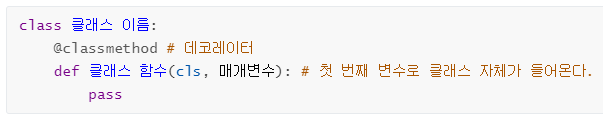 class 클래스 이름:
    @classmethod # 데코레이터
    def 클래스 함수(cls, 매개변수): # 첫 번째 변수로 클래스 자체가 들어온다.
        pass